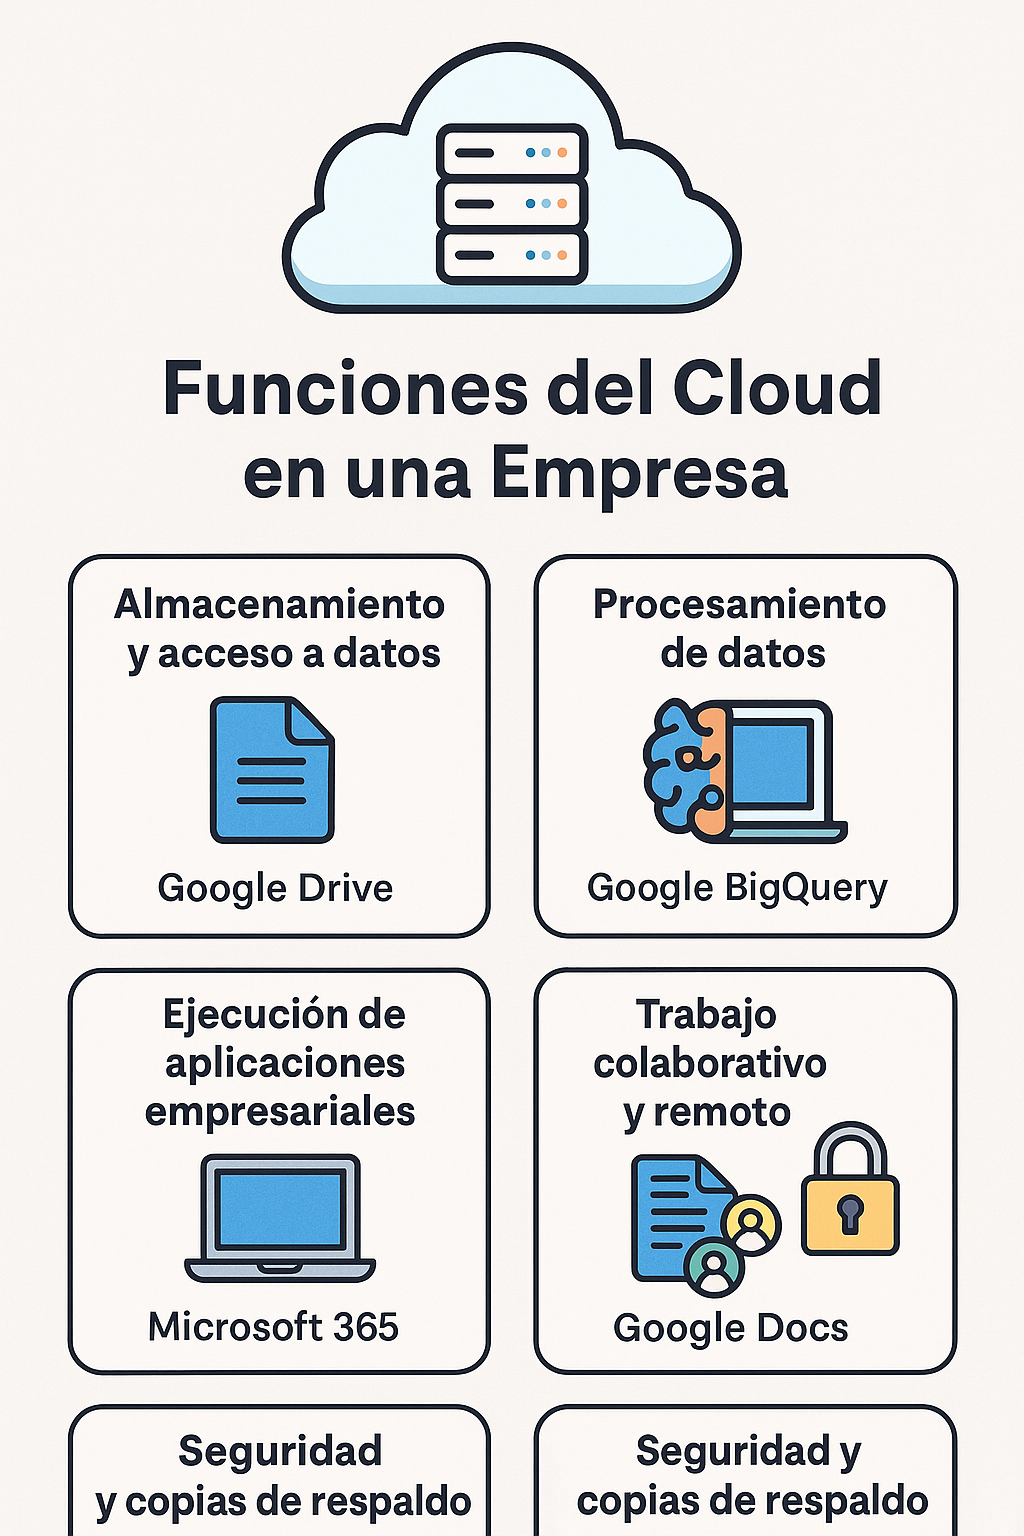 Funciones del Cloud
en una Empresa
Almacenamiento
y acceso a datos
Google Drive
Procesamiento
de datos
Google BigQuery
Ejecución de
aplicaciones
empresariales
Microsoft 365
Trabajo
colaborativo
y remoto
Google Docs
Seguridad
y copias de respaldo
Seguridad y
copias de respaldo